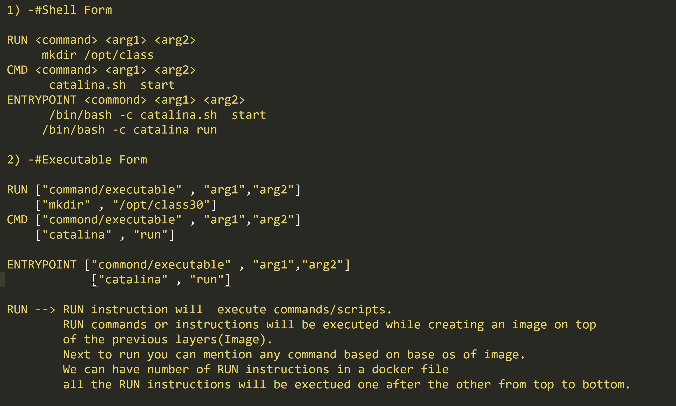 1) -#Shell Form
RUN <command> <arg1> <arg2>
mkdir /opt/class
CMD <command> <arg1> <arg2>
catalina.sh  start
ENTRYPOINT <commond> <arg1> <arg2>
/bin/bash -c catalina.sh  start
/bin/bash -c catalina run
2) -#Executable Form
RUN ["command/executable" , "arg1","arg2"]
["mkdir" , "/opt/class30"]
CMD ["commond/executable" , "arg1","arg2"]
["catalina" , "run"]
ENTRYPOINT ["commond/executable" , "arg1","arg2"]
["catalina" , "run"]
RUN --> RUN instruction will  execute commands/scripts.
RUN commands or instructions will be executed while creating an image on top
of the previous layers(Image).
Next to run you can mention any command based on base os of image.
We can have number of RUN instructions in a docker file
all the RUN instructions will be exectued one after the other from top to bottom.